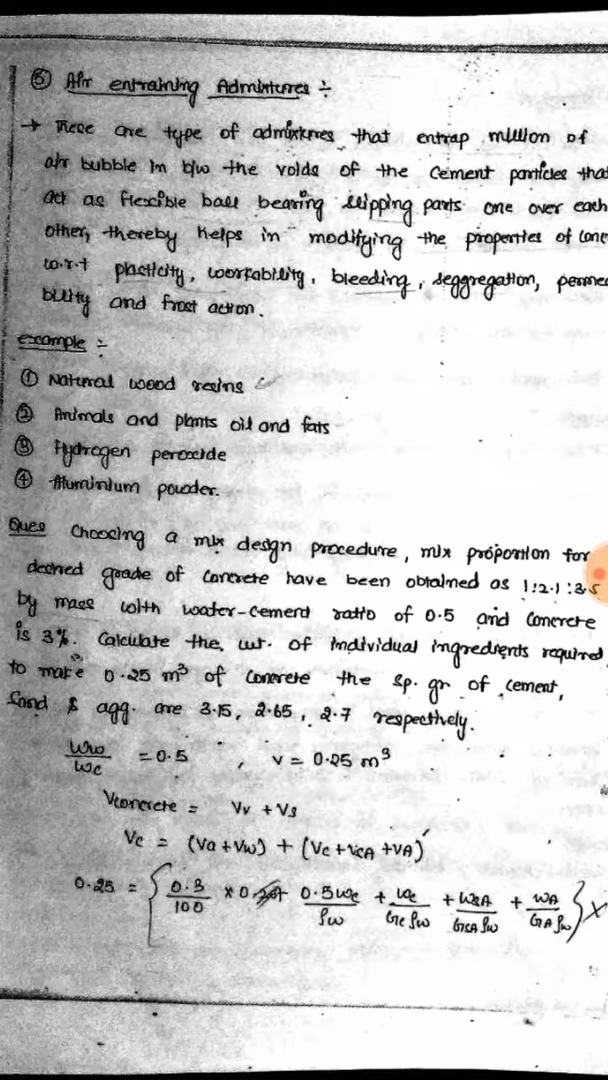 ⑤ Air entraining Admixtures ÷
→ These are type of admixtures that entrap million of
air bubble in b/w the voids of the cement particles that
act as flexible ball bearing slipping parts one over each
other, thereby helps in modifying the properties of conc
w.r.t plasticity, workability, bleeding, seggregation, perme
bility and frost action.
example :-
① Natural wood resins
② Animals and plants oil and fats
③ Hydrogen peroxide
④ Aluminium powder.
Ques Choosing a mix design procedure, mix proportion for
desired grade of concrete have been obtained as 1:2.1:3.5
by mass with water-cement ratio of 0.5 and concrete
is 3%. Calculate the wt. of individual ingredients required
to make 0.25 m³ of concrete the sp. gr of cement,
sand & agg. are 3.15, 2.65, 2.7 respectively.
Ww/Wc = 0.5 , V = 0.25 m³
Vconcrete = Vv + Vs
Vc = (Va + Vw) + (Vc + VCA + VA)
0.25 = { 0.3/100 × 0. 0.5Wc/ρw + Wc/Gc ρw + WSA/GSA ρw + WA/GA ρw } ×